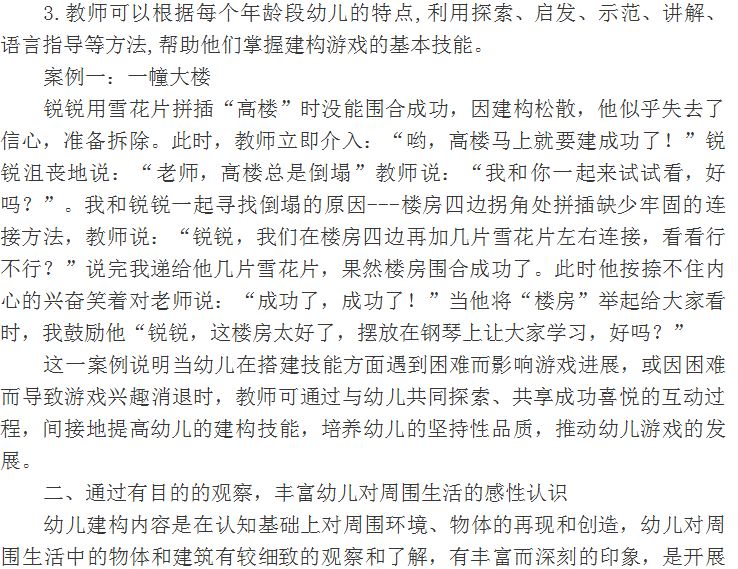 3.教师可以根据每个年龄段幼儿的特点,利用探索、启发、示范、讲解、
语言指导等方法,帮助他们掌握建构游戏的基本技能。
案例一：一幢大楼
锐锐用雪花片拼插“高楼”时没能围合成功，因建构松散，他似乎失去了
信心，准备拆除。此时，教师立即介入：“哟，高楼马上就要建成功了！”锐
锐沮丧地说：“老师，高楼总是倒塌”教师说：“我和你一起来试试看，好
吗？”。我和锐锐一起寻找倒塌的原因---楼房四边拐角处拼插缺少牢固的连
接方法，教师说：“锐锐，我们在楼房四边再加几片雪花片左右连接，看看行
不行？”说完我递给他几片雪花片，果然楼房围合成功了。此时他按捺不住内
心的兴奋笑着对老师说：“成功了，成功了！”当他将“楼房”举起给大家看
时，我鼓励他“锐锐，这楼房太好了，摆放在钢琴上让大家学习，好吗？”
这一案例说明当幼儿在搭建技能方面遇到困难而影响游戏进展，或因困难
而导致游戏兴趣消退时，教师可通过与幼儿共同探索、共享成功喜悦的互动过
程，间接地提高幼儿的建构技能，培养幼儿的坚持性品质，推动幼儿游戏的发
展。
二、通过有目的的观察，丰富幼儿对周围生活的感性认识
幼儿建构内容是在认知基础上对周围环境、物体的再现和创造，幼儿对周
围生活中的物体和建筑有较细致的观察和了解，有丰富而深刻的印象，是开展